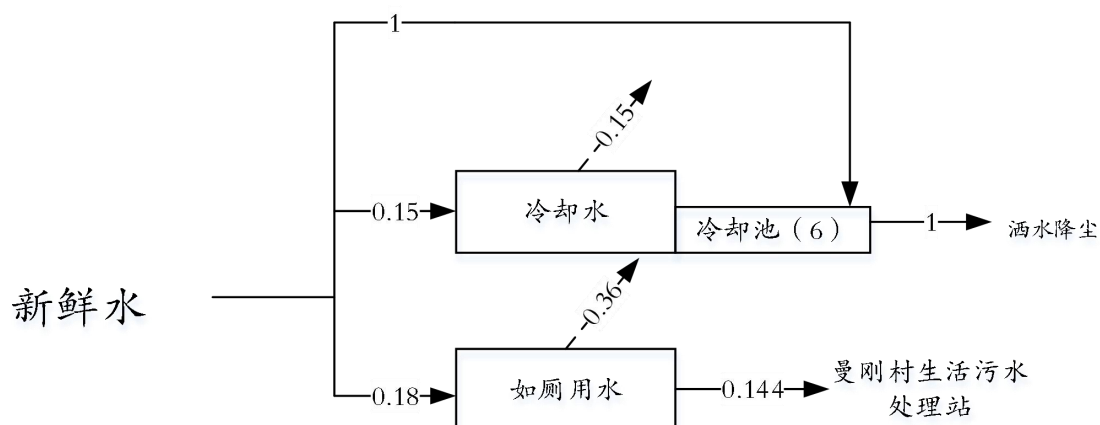 1
-0.15
0.15
冷却水
冷却池（6）
1
洒水降尘
新鲜水
-0.36
0.18
如厕用水
0.144
曼刚村生活污水
处理站